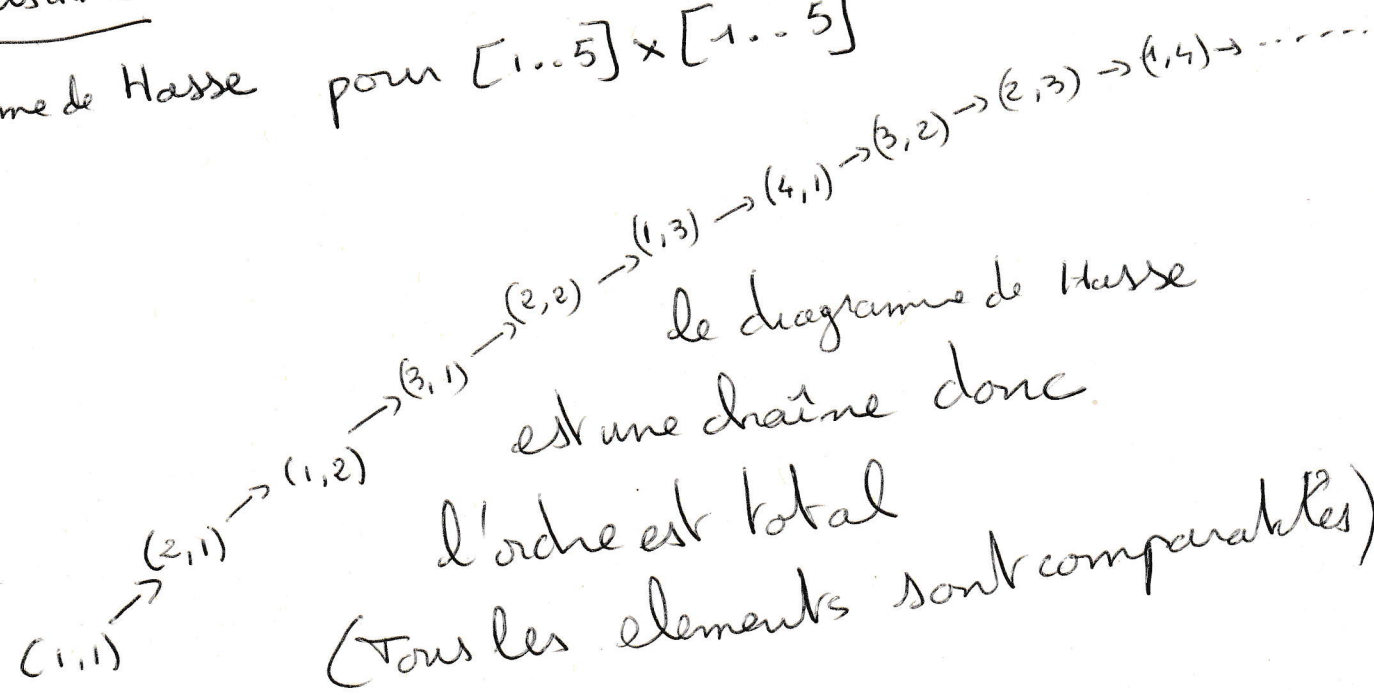 me de Hasse pour [1..5] × [1...5]
(1,1) → (2,1) → (1,2) → (3,1) → (2,2) → (1,3) → (4,1) → (3,2) → (2,3) → (1,4) → .......
le diagramme de Hasse
est une chaîne donc
l'ordre est total
(Tous les elements sont comparables)